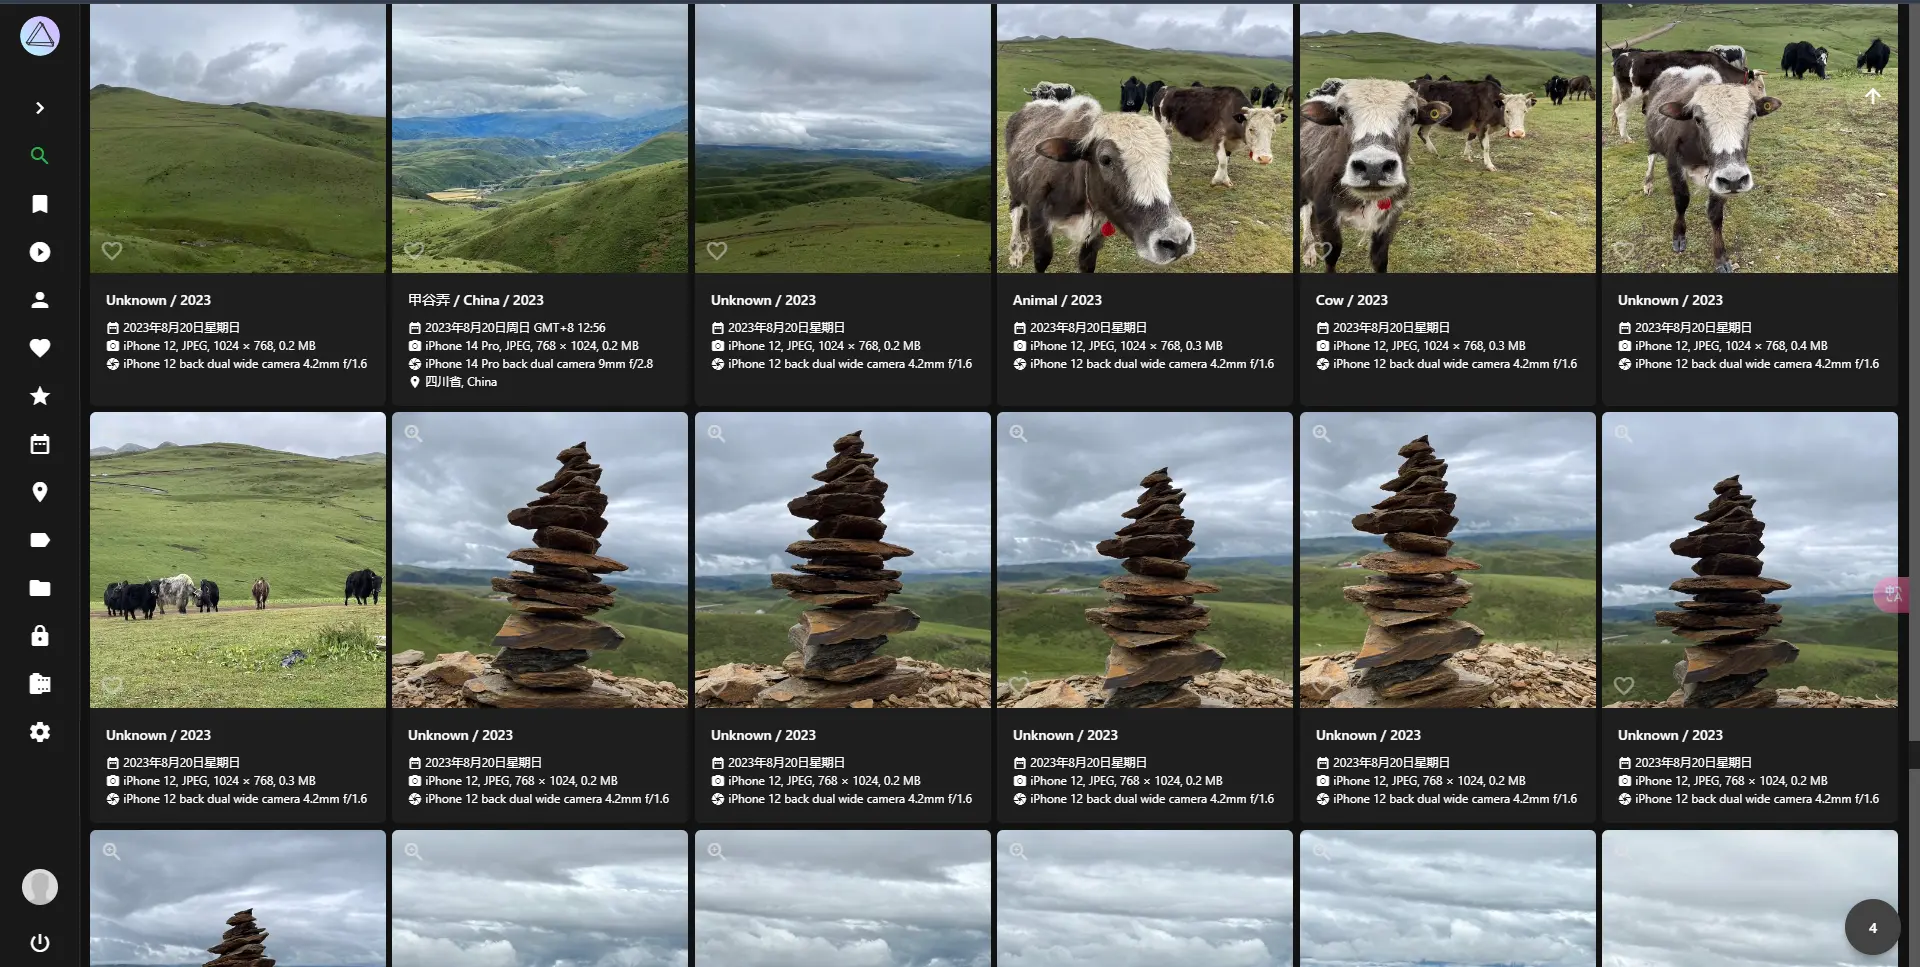 Unknown / 2023
2023年8月20日星期日
iPhone 12, JPEG, 1024 × 768, 0.2 MB
iPhone 12 back dual wide camera 4.2mm f/1.6
甲谷弄 / China / 2023
2023年8月20日周日 GMT+8 12:56
iPhone 14 Pro, JPEG, 768 × 1024, 0.2 MB
iPhone 14 Pro back dual camera 9mm f/2.8
四川省, China
Unknown / 2023
2023年8月20日星期日
iPhone 12, JPEG, 1024 × 768, 0.2 MB
iPhone 12 back dual wide camera 4.2mm f/1.6
Animal / 2023
2023年8月20日星期日
iPhone 12, JPEG, 1024 × 768, 0.3 MB
iPhone 12 back dual wide camera 4.2mm f/1.6
Cow / 2023
2023年8月20日星期日
iPhone 12, JPEG, 1024 × 768, 0.3 MB
iPhone 12 back dual wide camera 4.2mm f/1.6
Unknown / 2023
2023年8月20日星期日
iPhone 12, JPEG, 1024 × 768, 0.4 MB
iPhone 12 back dual wide camera 4.2mm f/1.6
Unknown / 2023
2023年8月20日星期日
iPhone 12, JPEG, 1024 × 768, 0.3 MB
iPhone 12 back dual wide camera 4.2mm f/1.6
Unknown / 2023
2023年8月20日星期日
iPhone 12, JPEG, 768 × 1024, 0.2 MB
iPhone 12 back dual wide camera 4.2mm f/1.6
Unknown / 2023
2023年8月20日星期日
iPhone 12, JPEG, 768 × 1024, 0.2 MB
iPhone 12 back dual wide camera 4.2mm f/1.6
Unknown / 2023
2023年8月20日星期日
iPhone 12, JPEG, 768 × 1024, 0.2 MB
iPhone 12 back dual wide camera 4.2mm f/1.6
Unknown / 2023
2023年8月20日星期日
iPhone 12, JPEG, 768 × 1024, 0.2 MB
iPhone 12 back dual wide camera 4.2mm f/1.6
Unknown / 2023
2023年8月20日星期日
iPhone 12, JPEG, 768 × 1024, 0.2 MB
iPhone 12 back dual wide camera 4.2mm f/1.6
4